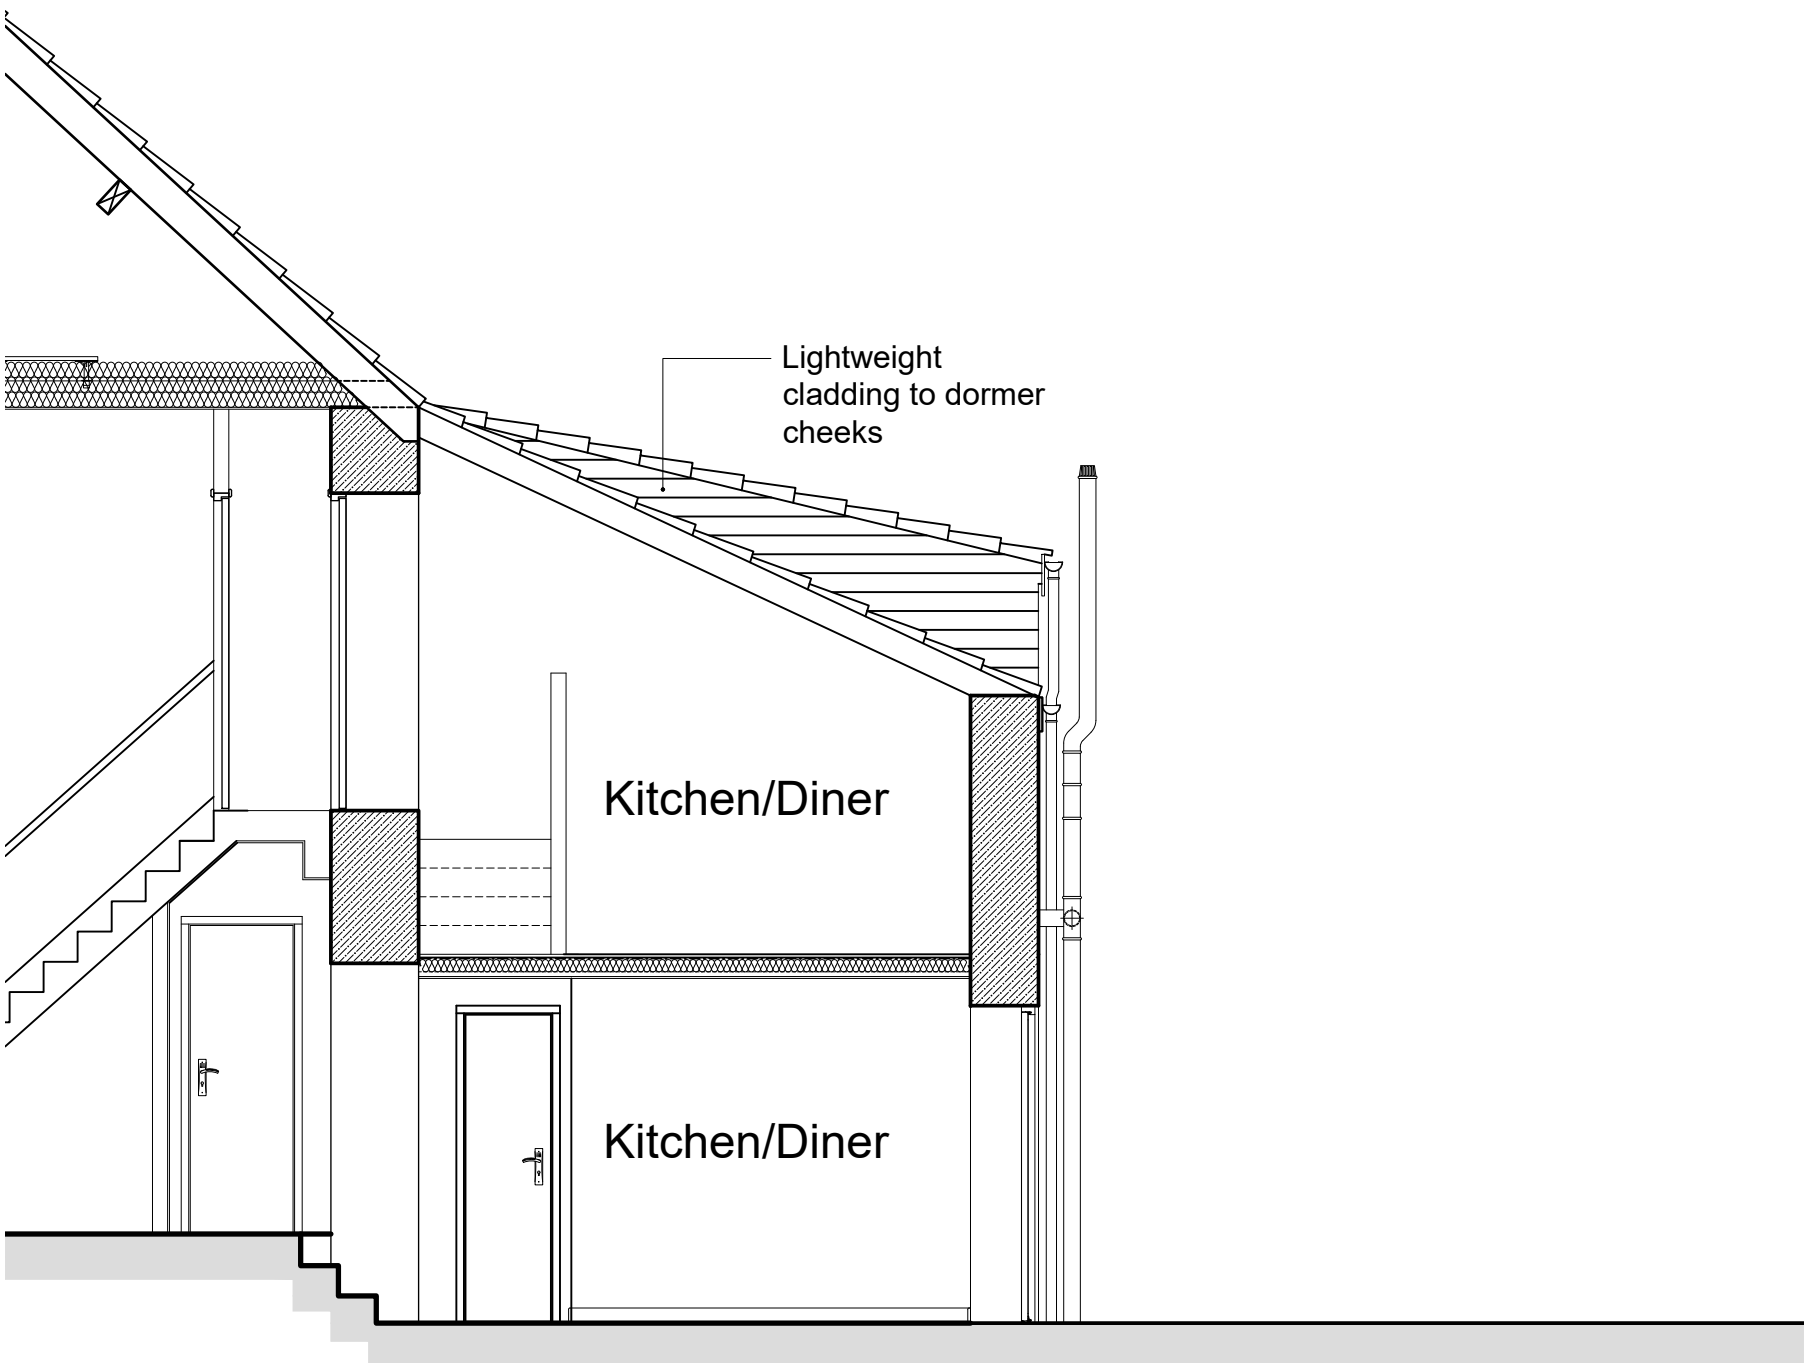 Lightweight
cladding to dormer
cheeks
Kitchen/Diner
Kitchen/Diner